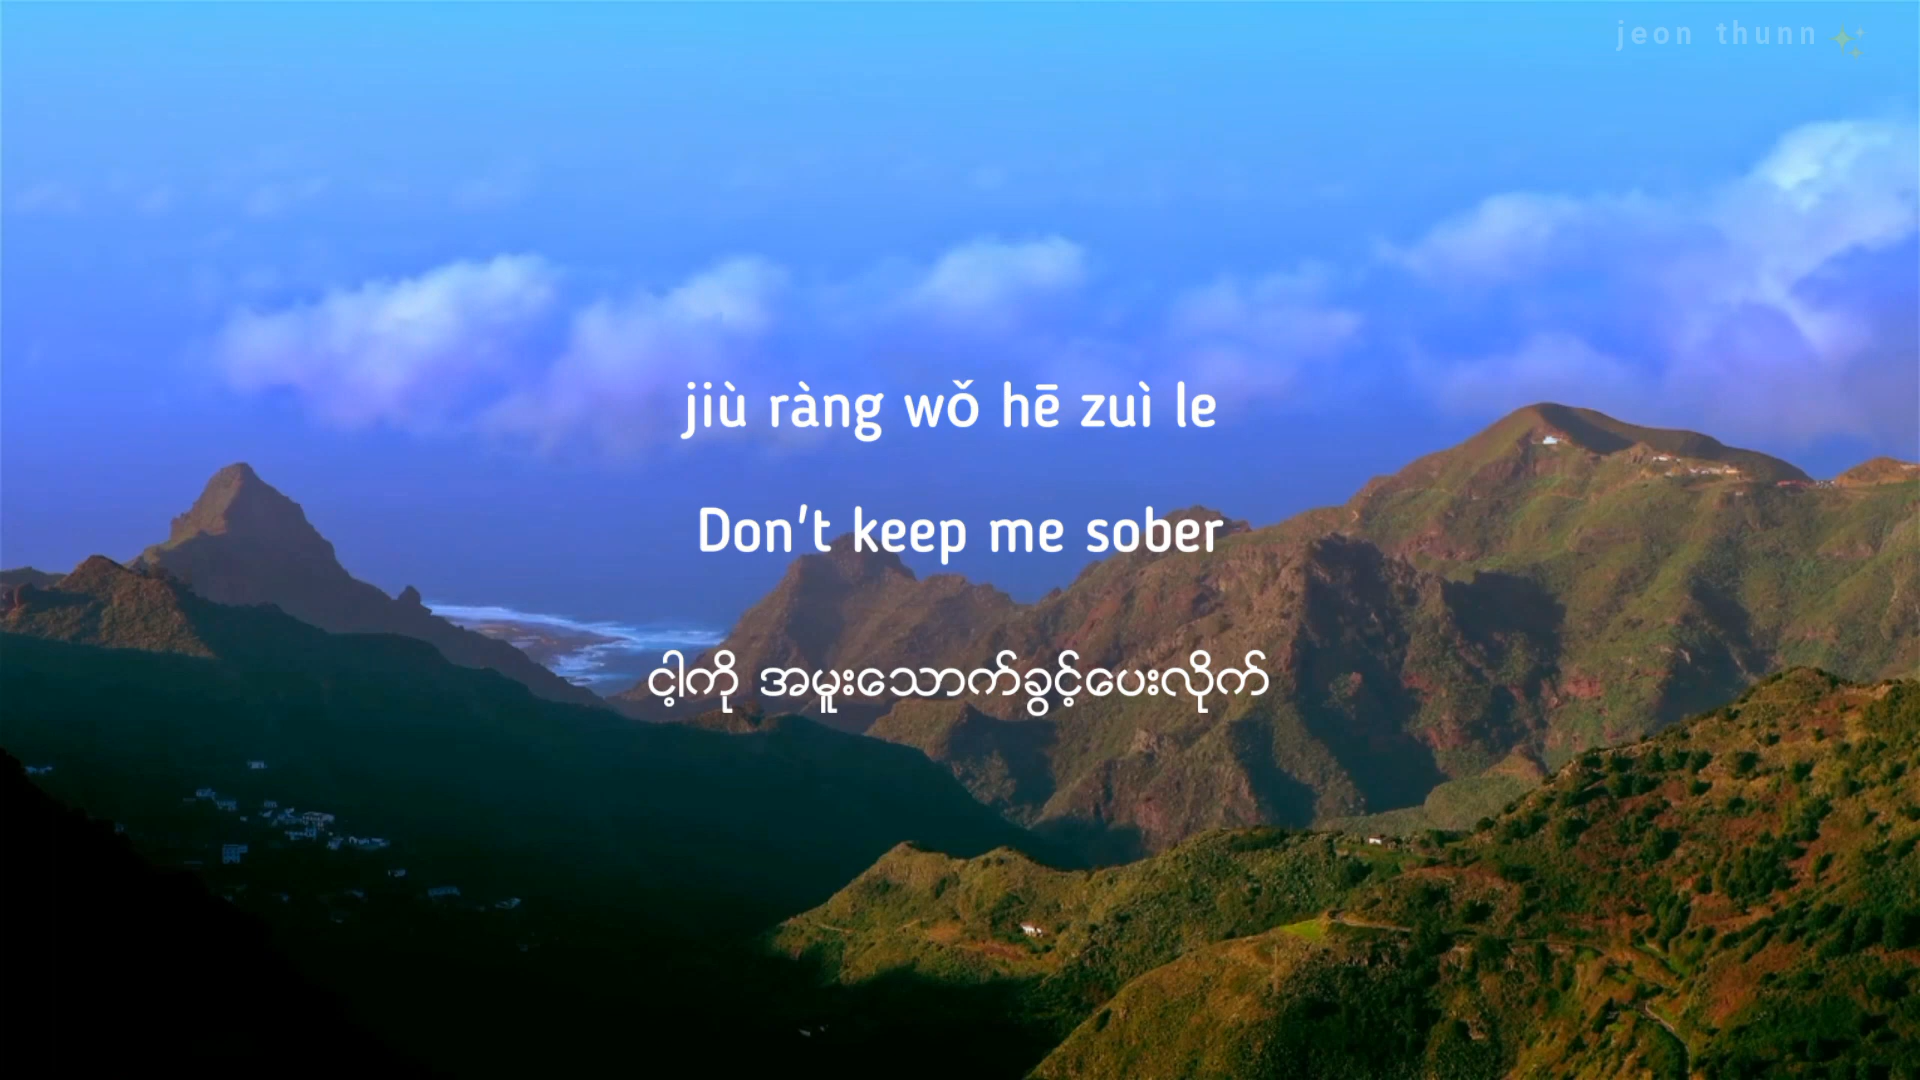 jeon thunn
jiù ràng wǒ hē zuì le
Don't keep me sober
ငါ့ကို အမူးသောက်ခွင့်ပေးလိုက်